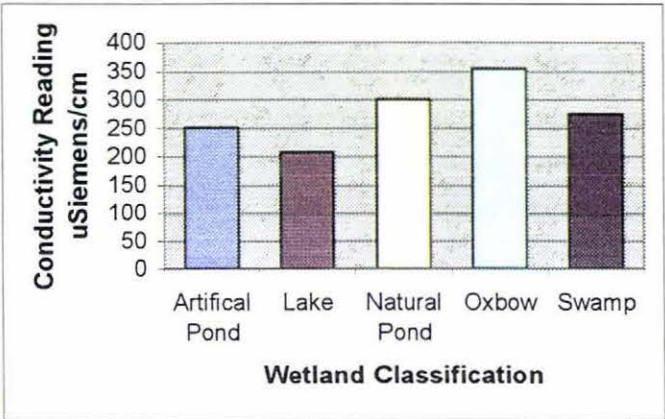 Conductivity Reading
uSiemens/cm
400
350
300
250
200
150
100
50
0
Artifical
Pond
Lake
Natural
Pond
Oxbow
Swamp
Wetland Classification